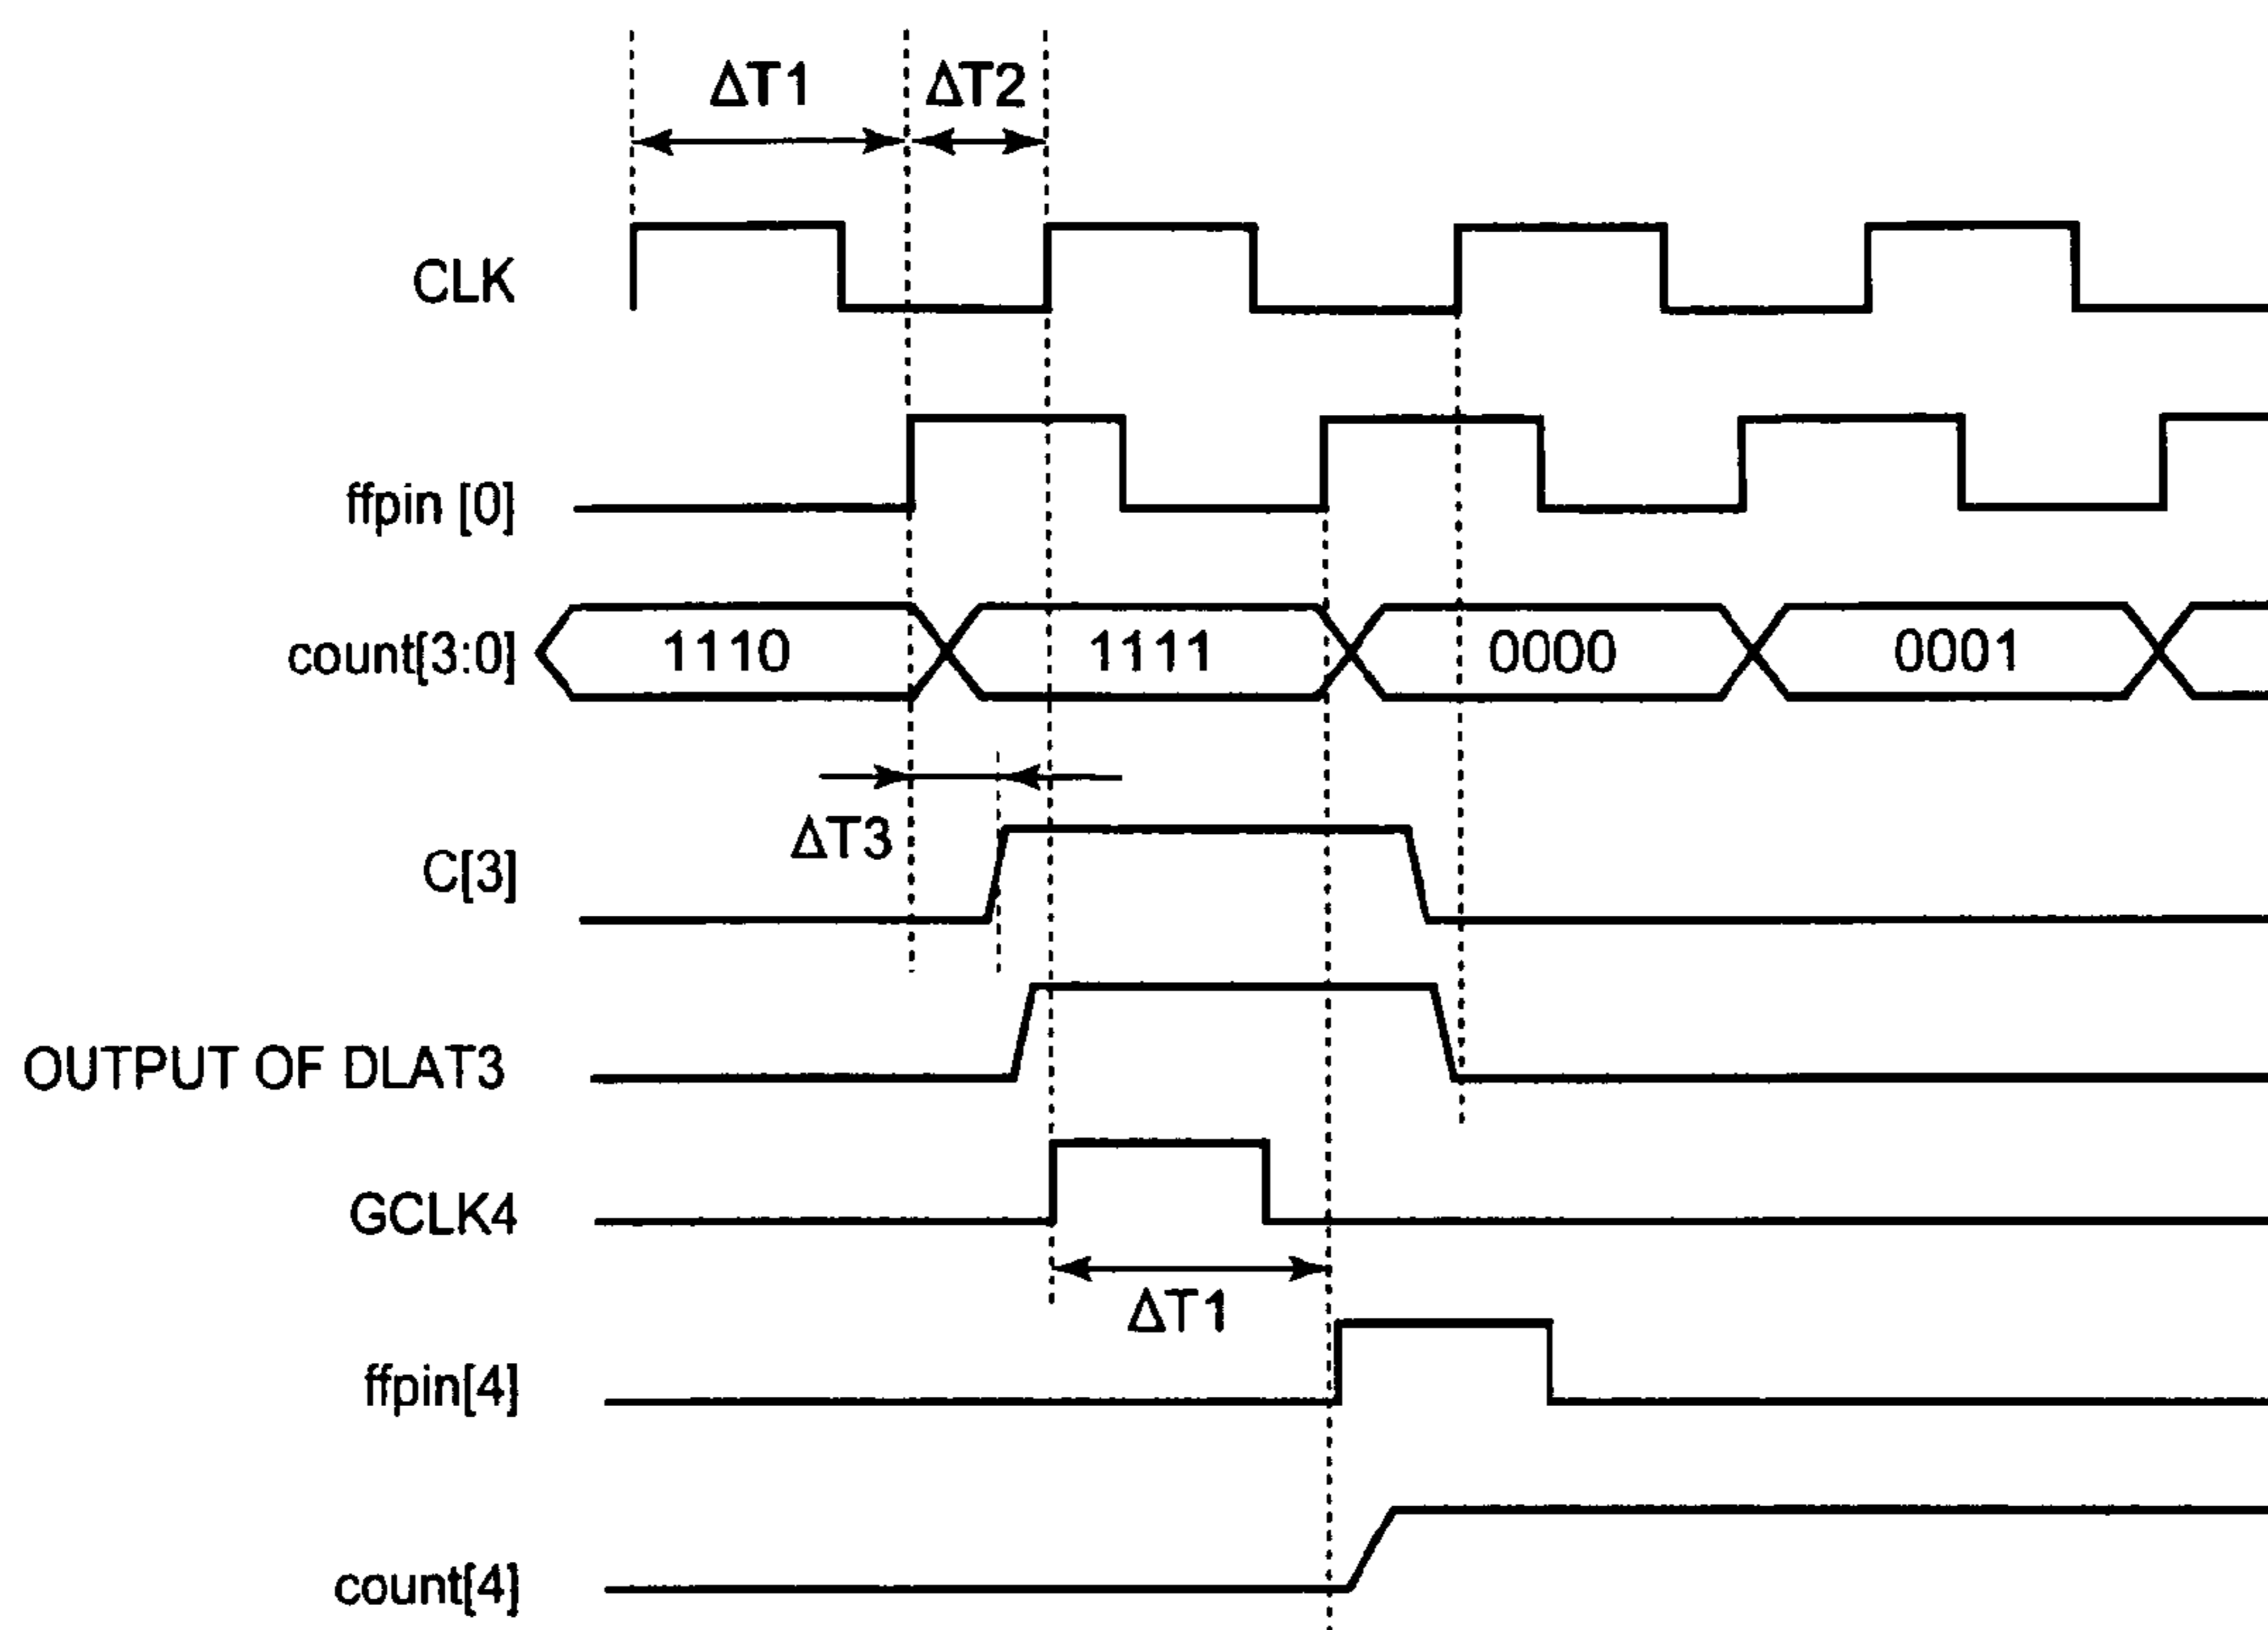 ΔT1 ΔT2
CLK
ffpin [0]
count[3:0] 1110 1111 0000 0001
ΔT3
C[3]
OUTPUT OF DLAT3
GCLK4
ΔT1
ffpin[4]
count[4]